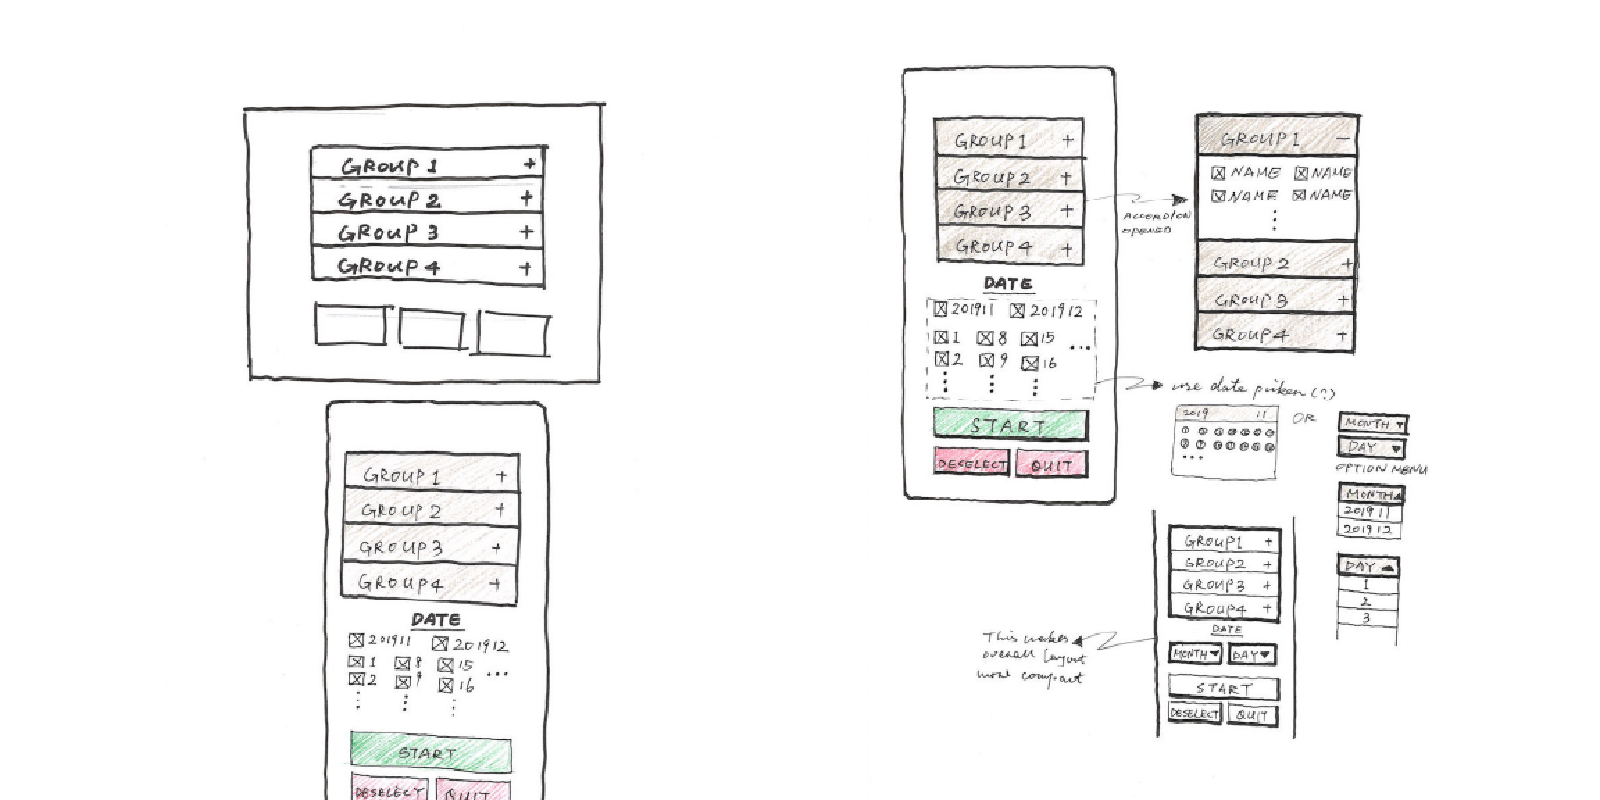 GROUP 1 +
GROUP 2 +
GROUP 3 +
GROUP 4 +
GROUP 1 +
GROUP 2 +
GROUP 3 +
GROUP 4 +
DATE
201911 201912
1 8 15 ...
2 9 16
START
DESELECT QUIT
GROUP 1 +
GROUP 2 +
GROUP 3 +
GROUP 4 +
DATE
201911 201912
1 8 15 ...
2 9 16
START
DESELECT QUIT
ACCORDION
OPENED
GROUP 1 —
NAME NAME
NAME NAME
GROUP 2 +
GROUP 3 +
GROUP 4 +
use date picker (?)
2019 11
OR
MONTH ▼
DAY ▼
OPTION MENU
MONTH ▲
201911
201912
DAY ▲
1
2
3
GROUP 1 +
GROUP 2 +
GROUP 3 +
GROUP 4 +
DATE
MONTH ▼ DAY ▼
START
DESELECT QUIT
This makes
overall layout
more compact